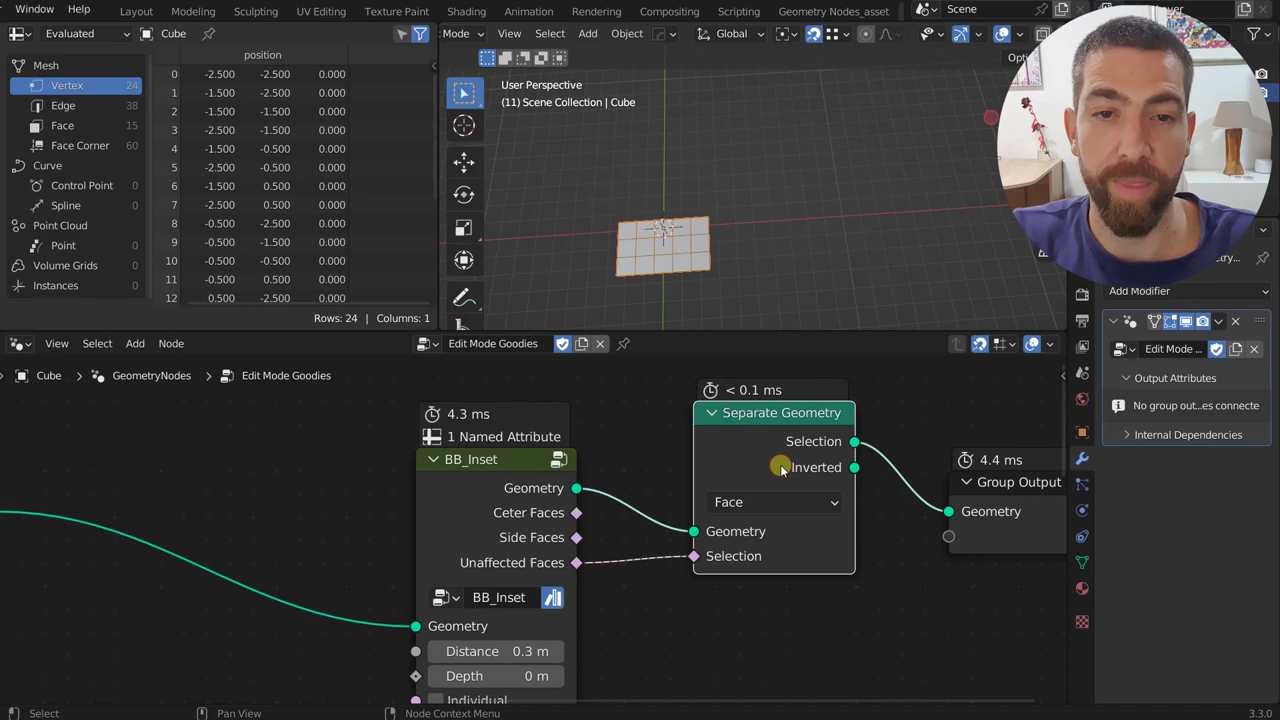 Window Help
Layout Modeling Sculpting UV Editing Texture Paint Shading Animation Rendering Compositing Scripting Geometry Nodes_asset
Scene
Evaluated Cube
View Select Add Object Global
position
Mesh
Vertex 24
Edge 38
Face 15
Face Corner 60
Curve
Control Point 0
Spline 0
Point Cloud
Point 0
Volume Grids
Instances 0
0 -2.500 -2.500 0.000
1 -1.500 -2.500 0.000
2 -1.500 -1.500 0.000
3 -2.500 -1.500 0.000
4 -1.500 -0.500 0.000
5 -2.500 -0.500 0.000
6 -1.500 0.500 0.000
7 -2.500 0.500 0.000
8 -0.500 -2.500 0.000
9 -0.500 -1.500 0.000
10 -0.500 -0.500 0.000
11 -0.500 0.500 0.000
12 0.500 -2.500 0.000
Rows: 24 | Columns: 1
User Perspective
(11) Scene Collection | Cube
Add Modifier
Edit Mode ...
Output Attributes
No group out...es connecte
Internal Dependencies
View Select Add Node
Edit Mode Goodies
Cube > GeometryNodes > Edit Mode Goodies
4.3 ms
1 Named Attribute
BB_Inset
Geometry
Ceter Faces
Side Faces
Unaffected Faces
BB_Inset
Geometry
Distance 0.3 m
Depth 0 m
Individual
< 0.1 ms
Separate Geometry
Selection
Inverted
Face
Geometry
Selection
4.4 ms
Group Output
Geometry
Select Pan View Node Context Menu
3.3.0